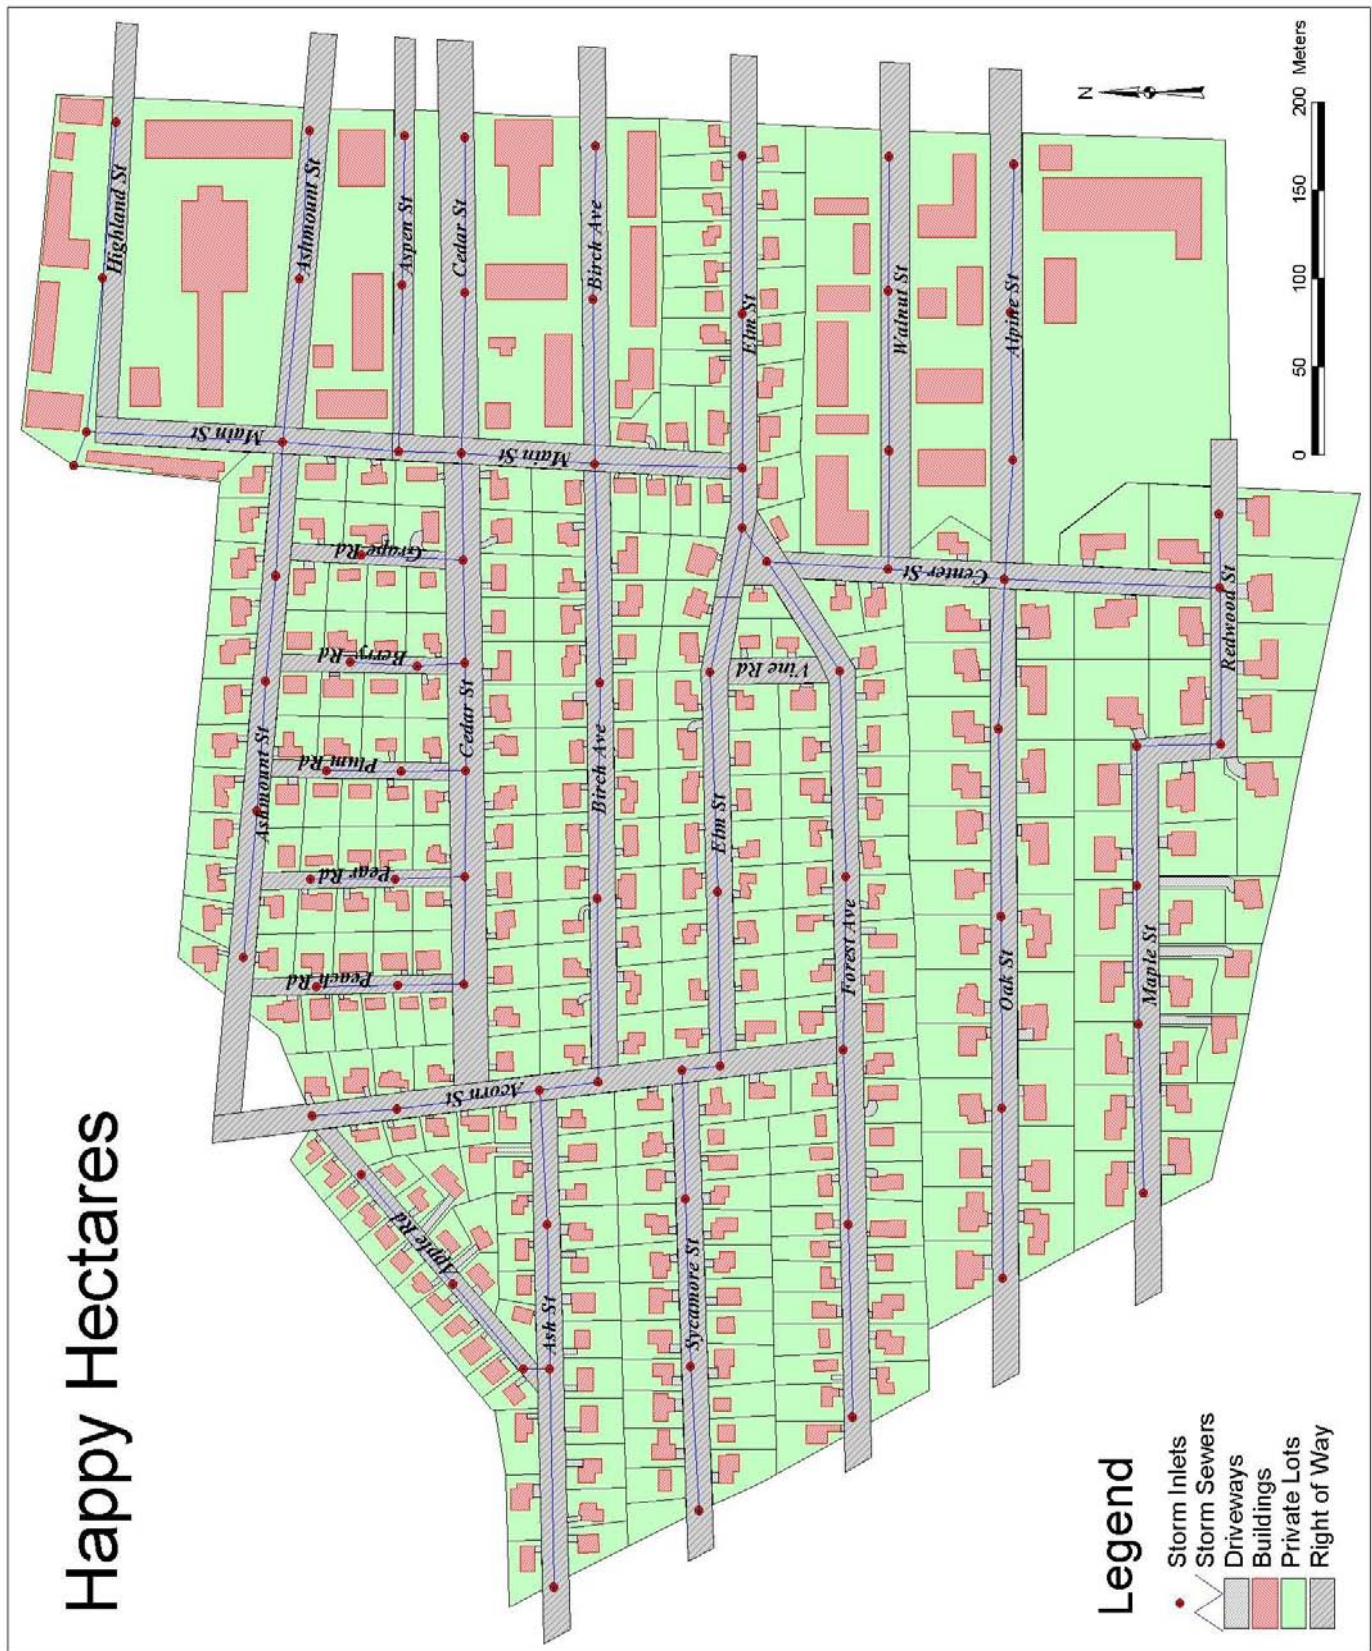 Happy Hectares
Highland St
Ashmount St
Aspen St
Cedar St
Birch Ave
Elm St
Walnut St
Alpine St
Main St
Main St
Grape Rd
Berry Rd
Plum Rd
Pear Rd
Peach Rd
Ashmount St
Cedar St
Birch Ave
Elm St
Vine Rd
Center St
Redwood St
Forest Ave
Oak St
Maple St
Acorn St
Apple Rd
Ash St
Sycamore St
N
0 50 100 150 200 Meters
Legend
Storm Inlets
Storm Sewers
Driveways
Buildings
Private Lots
Right of Way